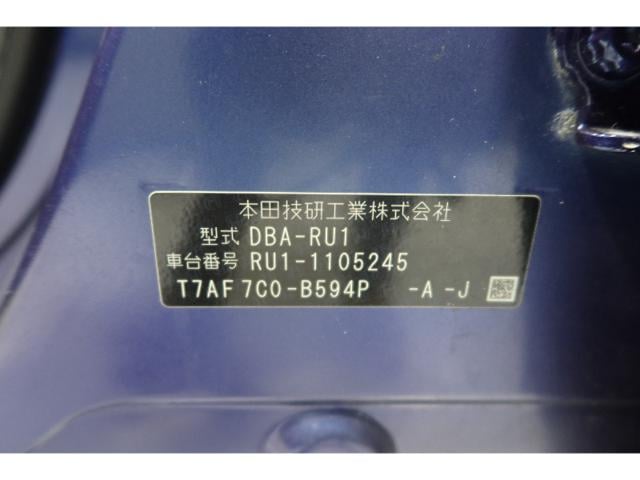 本田技研工業株式会社
型式 DBA-RU1
車台番号 RU1-1105245
T7AF 7C0-B594P -A -J